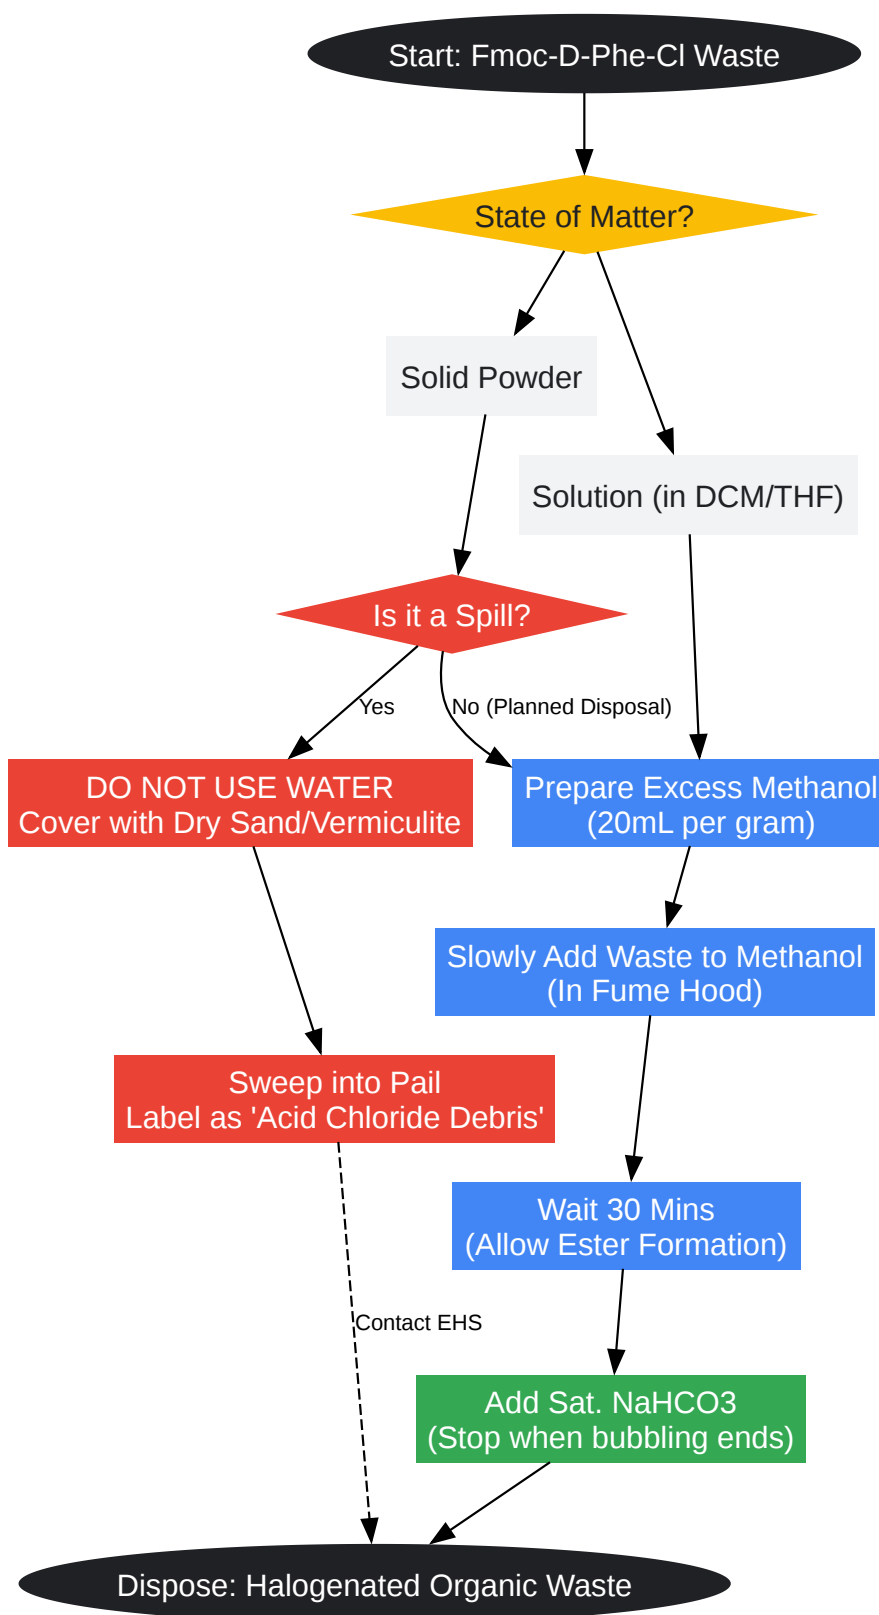 Start: Fmoc-D-Phe-Cl Waste
State of Matter?
Solid Powder
Solution (in DCM/THF)
Is it a Spill?
Yes
No (Planned Disposal)
DO NOT USE WATER
Cover with Dry Sand/Vermiculite
Prepare Excess Methanol
(20mL per gram)
Slowly Add Waste to Methanol
(In Fume Hood)
Sweep into Pail
Label as 'Acid Chloride Debris'
Wait 30 Mins
(Allow Ester Formation)
Contact EHS
Add Sat. NaHCO3
(Stop when bubbling ends)
Dispose: Halogenated Organic Waste